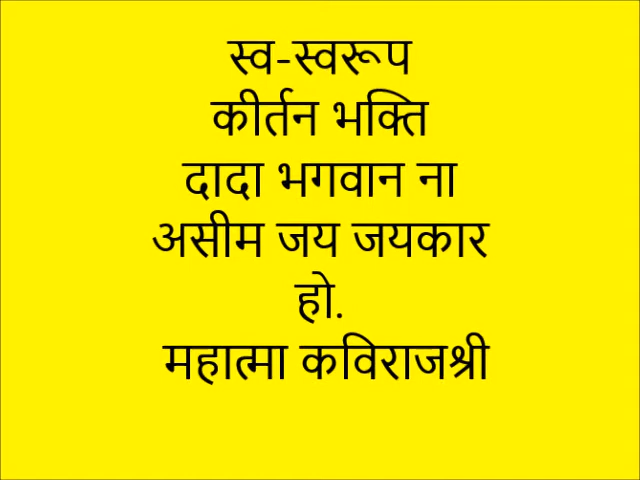 स्व-स्वरूप
कीर्तन भक्ति
दादा भगवान ना
असीम जय जयकार
हो.
महात्मा कविराजश्री